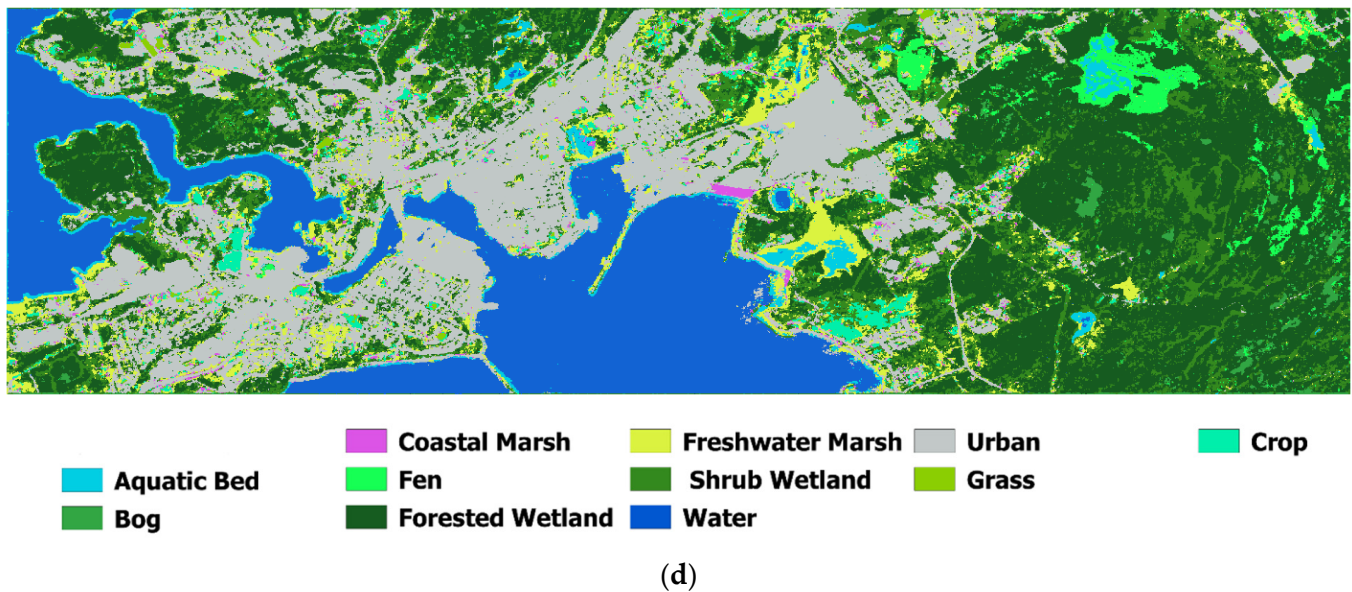 Coastal Marsh Freshwater Marsh Urban Crop
Aquatic Bed Fen Shrub Wetland Grass
Bog Forested Wetland Water
(d)